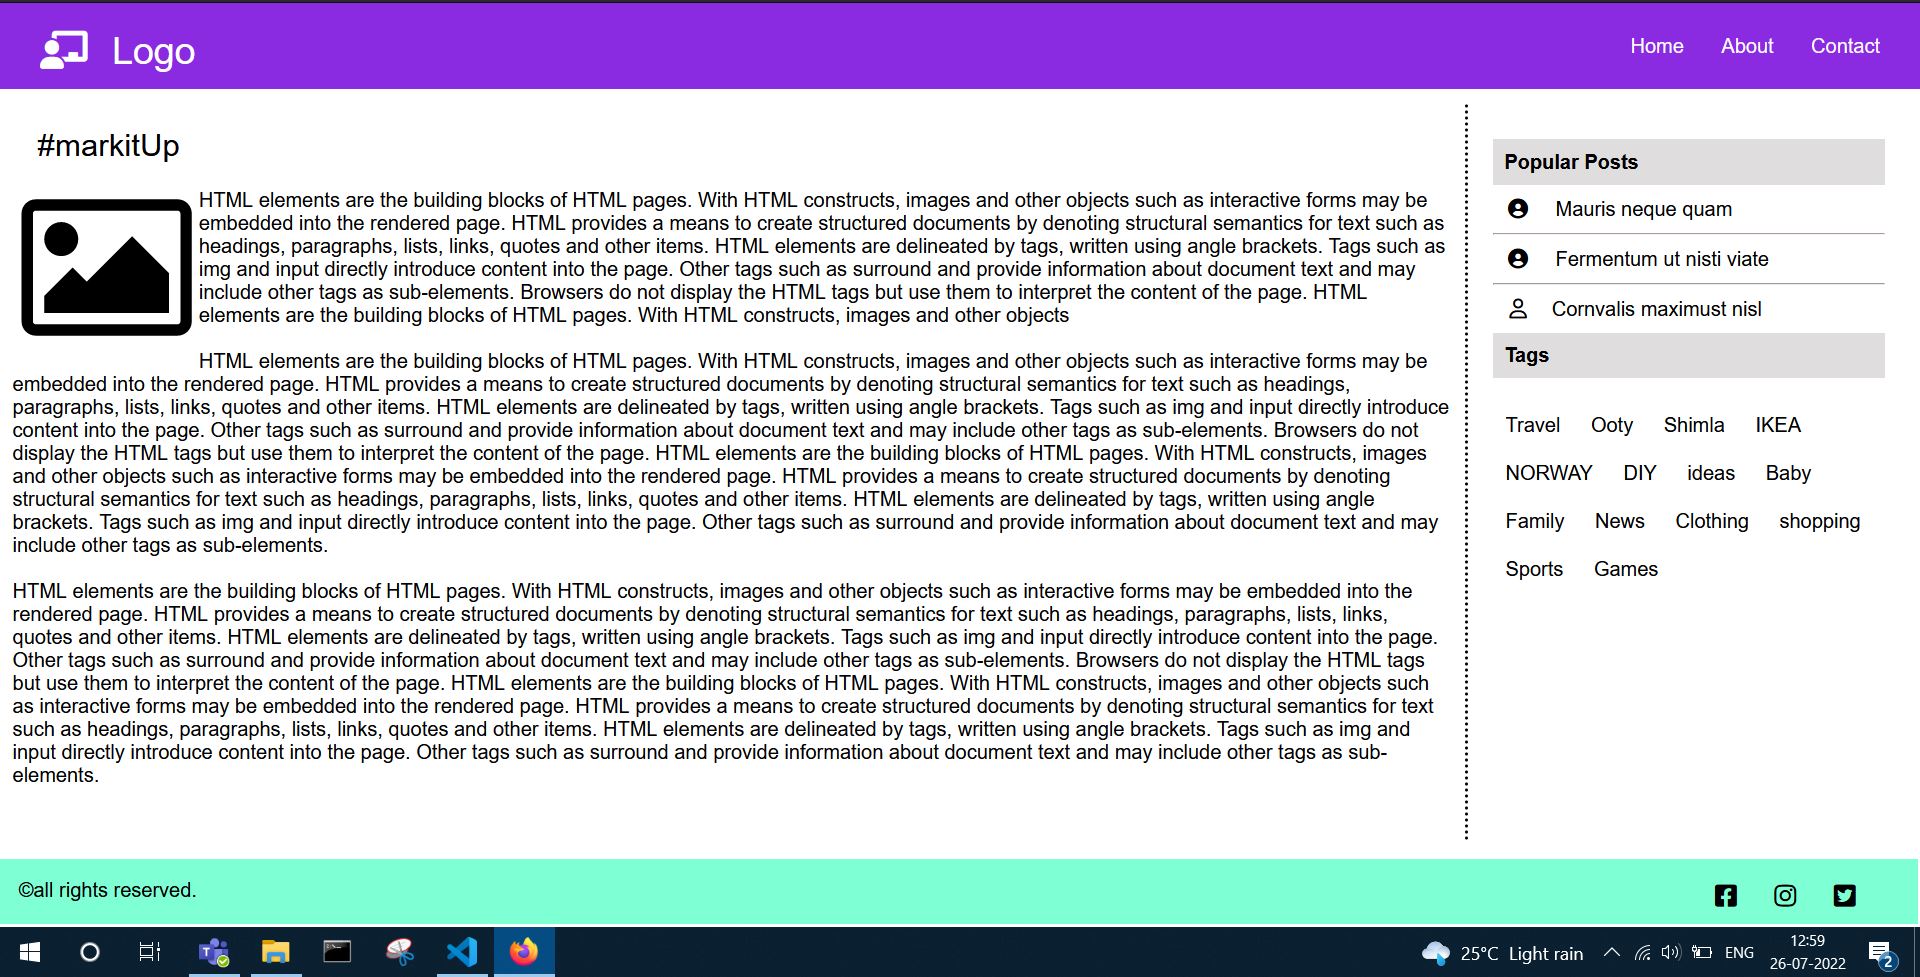 Logo
Home About Contact
#markitUp
HTML elements are the building blocks of HTML pages. With HTML constructs, images and other objects such as interactive forms may be
embedded into the rendered page. HTML provides a means to create structured documents by denoting structural semantics for text such as
headings, paragraphs, lists, links, quotes and other items. HTML elements are delineated by tags, written using angle brackets. Tags such as
img and input directly introduce content into the page. Other tags such as surround and provide information about document text and may
include other tags as sub-elements. Browsers do not display the HTML tags but use them to interpret the content of the page. HTML
elements are the building blocks of HTML pages. With HTML constructs, images and other objects
HTML elements are the building blocks of HTML pages. With HTML constructs, images and other objects such as interactive forms may be
embedded into the rendered page. HTML provides a means to create structured documents by denoting structural semantics for text such as headings,
paragraphs, lists, links, quotes and other items. HTML elements are delineated by tags, written using angle brackets. Tags such as img and input directly introduce
content into the page. Other tags such as surround and provide information about document text and may include other tags as sub-elements. Browsers do not
display the HTML tags but use them to interpret the content of the page. HTML elements are the building blocks of HTML pages. With HTML constructs, images
and other objects such as interactive forms may be embedded into the rendered page. HTML provides a means to create structured documents by denoting
structural semantics for text such as headings, paragraphs, lists, links, quotes and other items. HTML elements are delineated by tags, written using angle
brackets. Tags such as img and input directly introduce content into the page. Other tags such as surround and provide information about document text and may
include other tags as sub-elements.
HTML elements are the building blocks of HTML pages. With HTML constructs, images and other objects such as interactive forms may be embedded into the
rendered page. HTML provides a means to create structured documents by denoting structural semantics for text such as headings, paragraphs, lists, links,
quotes and other items. HTML elements are delineated by tags, written using angle brackets. Tags such as img and input directly introduce content into the page.
Other tags such as surround and provide information about document text and may include other tags as sub-elements. Browsers do not display the HTML tags
but use them to interpret the content of the page. HTML elements are the building blocks of HTML pages. With HTML constructs, images and other objects such
as interactive forms may be embedded into the rendered page. HTML provides a means to create structured documents by denoting structural semantics for text
such as headings, paragraphs, lists, links, quotes and other items. HTML elements are delineated by tags, written using angle brackets. Tags such as img and
input directly introduce content into the page. Other tags such as surround and provide information about document text and may include other tags as sub-
elements.
Popular Posts
Mauris neque quam
Fermentum ut nisti viate
Cornvalis maximust nisl
Tags
Travel Ooty Shimla IKEA
NORWAY DIY ideas Baby
Family News Clothing shopping
Sports Games
©all rights reserved.
25°C Light rain
ENG
12:59
26-07-2022
2